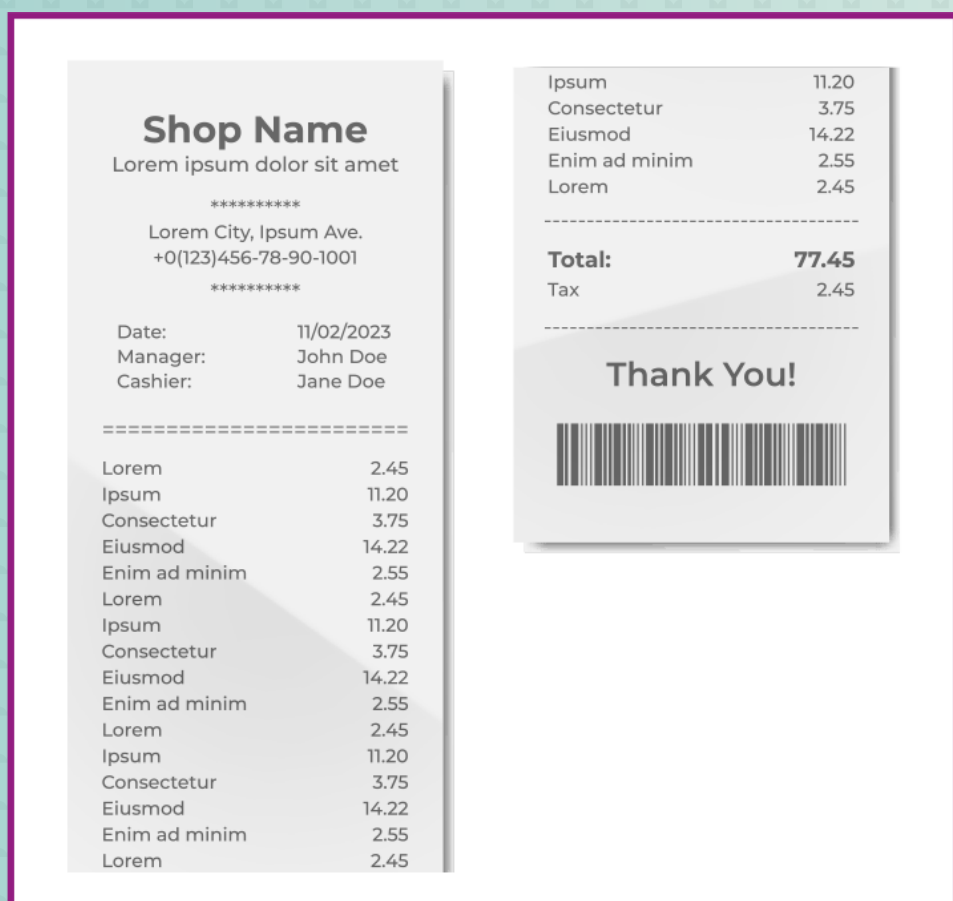 Shop Name
Lorem ipsum dolor sit amet
**********
Lorem City, Ipsum Ave.
+0(123)456-78-90-1001
**********
Date: 11/02/2023
Manager: John Doe
Cashier: Jane Doe
========================
Lorem 2.45
Ipsum 11.20
Consectetur 3.75
Eiusmod 14.22
Enim ad minim 2.55
Lorem 2.45
Ipsum 11.20
Consectetur 3.75
Eiusmod 14.22
Enim ad minim 2.55
Lorem 2.45
Ipsum 11.20
Consectetur 3.75
Eiusmod 14.22
Enim ad minim 2.55
Lorem 2.45
Ipsum 11.20
Consectetur 3.75
Eiusmod 14.22
Enim ad minim 2.55
Lorem 2.45
------------------------------------
Total: 77.45
Tax 2.45
------------------------------------
Thank You!